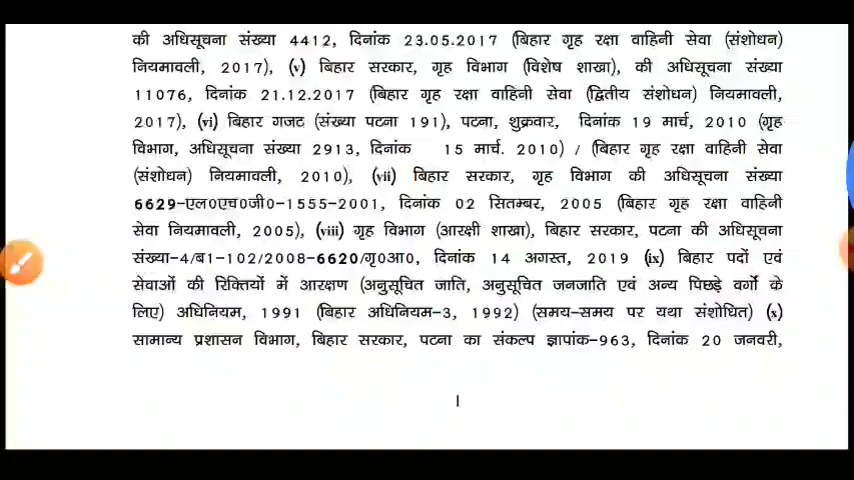 की अधिसूचना संख्या 4412, दिनांक 23.05.2017 (बिहार गृह रक्षा वाहिनी सेवा (संशोधन)
नियमावली, 2017), (v) बिहार सरकार, गृह विभाग (विशेष शाखा), की अधिसूचना संख्या
11076, दिनांक 21.12.2017 (बिहार गृह रक्षा वाहिनी सेवा (द्वितीय संशोधन) नियमावली,
2017), (vi) बिहार गजट (संख्या पटना 191), पटना, शुक्रवार, दिनांक 19 मार्च, 2010 (गृह
विभाग, अधिसूचना संख्या 2913, दिनांक 15 मार्च. 2010) / (बिहार गृह रक्षा वाहिनी सेवा
(संशोधन) नियमावली, 2010), (vii) बिहार सरकार, गृह विभाग की अधिसूचना संख्या
6629-एल0एच0जी0-1555-2001, दिनांक 02 सितम्बर, 2005 (बिहार गृह रक्षा वाहिनी
सेवा नियमावली, 2005), (viii) गृह विभाग (आरक्षी शाखा), बिहार सरकार, पटना की अधिसूचना
संख्या-4/ब1-102/2008-6620/गृ0आ0, दिनांक 14 अगस्त, 2019 (ix) बिहार पदों एवं
सेवाओं की रिक्तियों में आरक्षण (अनुसूचित जाति, अनुसूचित जनजाति एवं अन्य पिछड़े वर्गो के
लिए) अधिनियम, 1991 (बिहार अधिनियम-3, 1992) (समय-समय पर यथा संशोधित) (x)
सामान्य प्रशासन विभाग, बिहार सरकार, पटना का संकल्प ज्ञापांक-963, दिनांक 20 जनवरी,
1